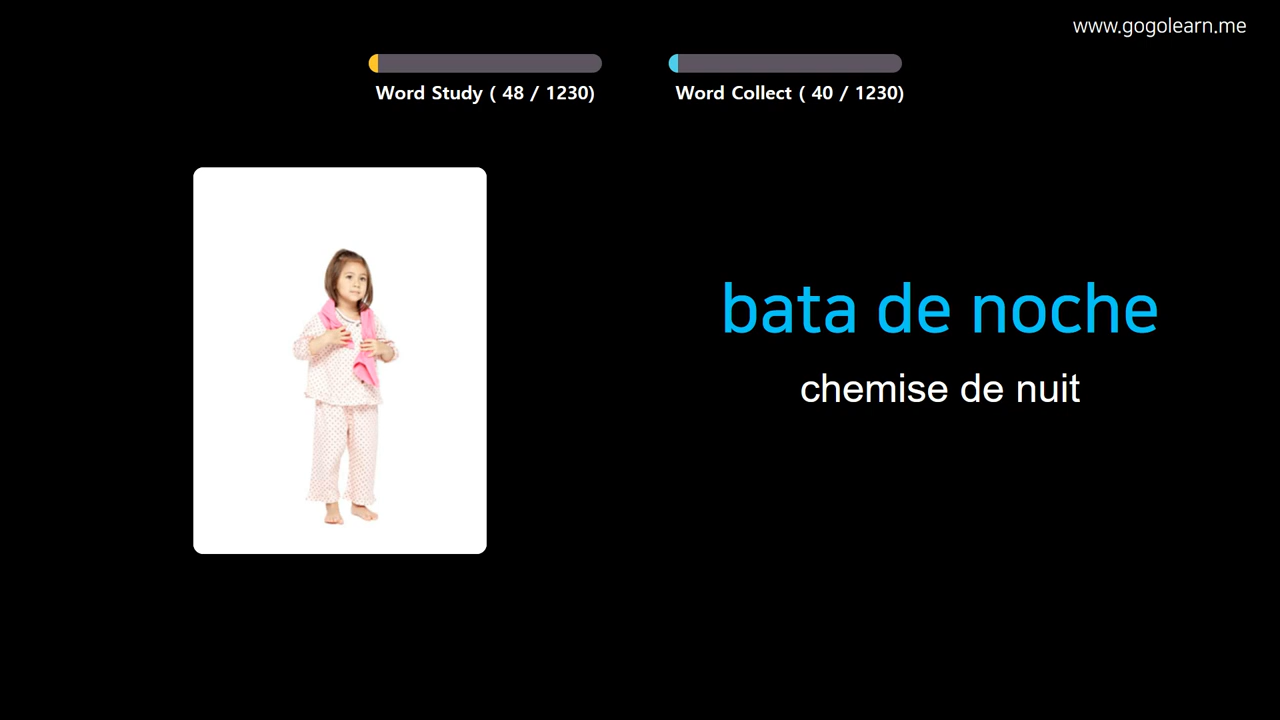 www.gogolearn.me
Word Study ( 48 / 1230)
Word Collect ( 40 / 1230)
bata de noche
chemise de nuit